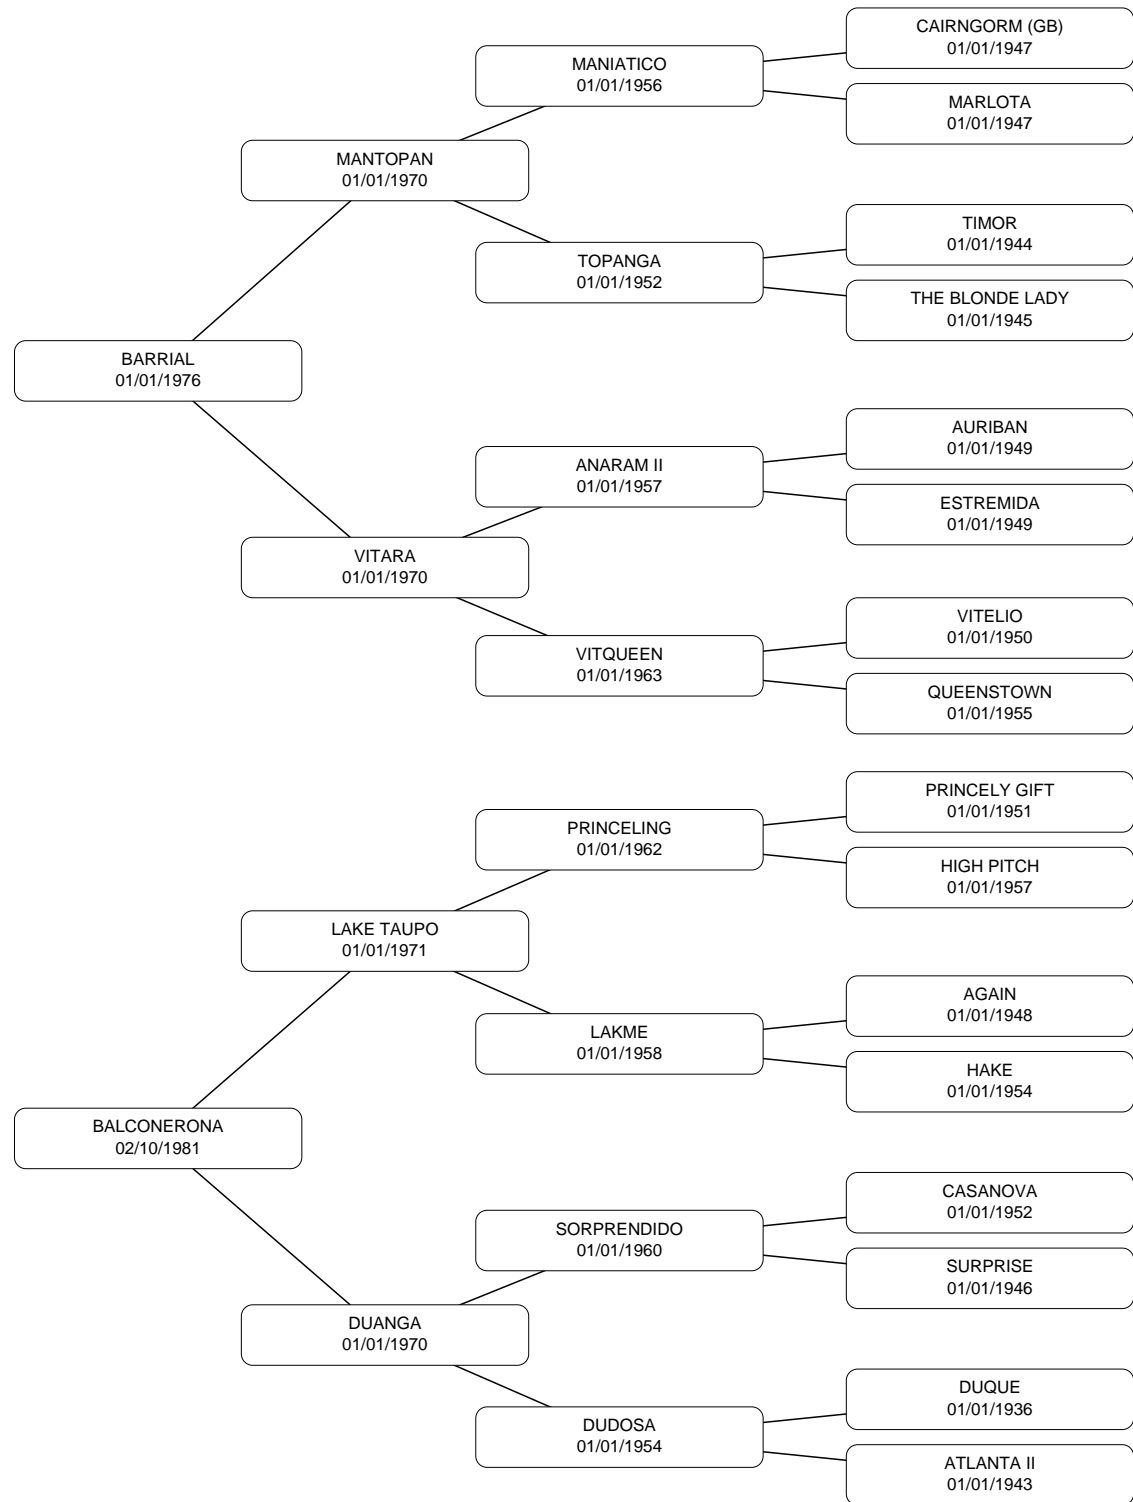 CAIRNGORM (GB)
01/01/1947
MANIATICO
01/01/1956
MARLOTA
01/01/1947
MANTOPAN
01/01/1970
TIMOR
01/01/1944
TOPANGA
01/01/1952
THE BLONDE LADY
01/01/1945
BARRIAL
01/01/1976
AURIBAN
01/01/1949
ANARAM II
01/01/1957
ESTREMIDA
01/01/1949
VITARA
01/01/1970
VITELIO
01/01/1950
VITQUEEN
01/01/1963
QUEENSTOWN
01/01/1955
PRINCELY GIFT
01/01/1951
PRINCELING
01/01/1962
HIGH PITCH
01/01/1957
LAKE TAUPO
01/01/1971
AGAIN
01/01/1948
LAKME
01/01/1958
HAKE
01/01/1954
BALCONERONA
02/10/1981
CASANOVA
01/01/1952
SORPRENDIDO
01/01/1960
SURPRISE
01/01/1946
DUANGA
01/01/1970
DUQUE
01/01/1936
DUDOSA
01/01/1954
ATLANTA II
01/01/1943